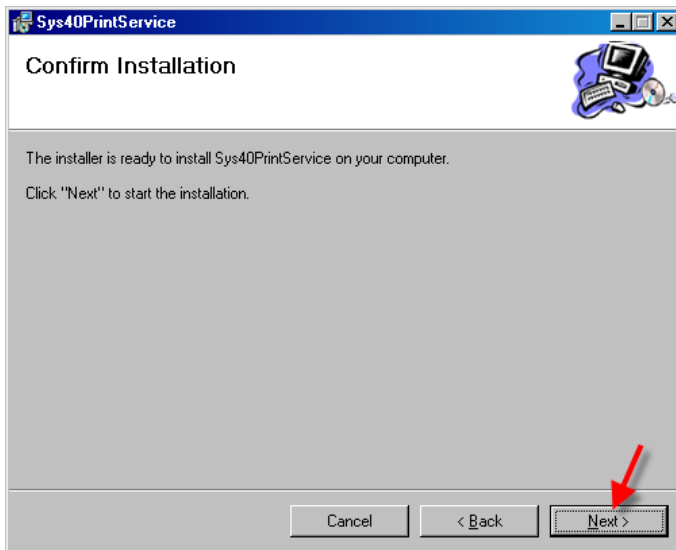 Sys40PrintService
Confirm Installation
The installer is ready to install Sys40PrintService on your computer.
Click "Next" to start the installation.
Cancel
< Back
Next >